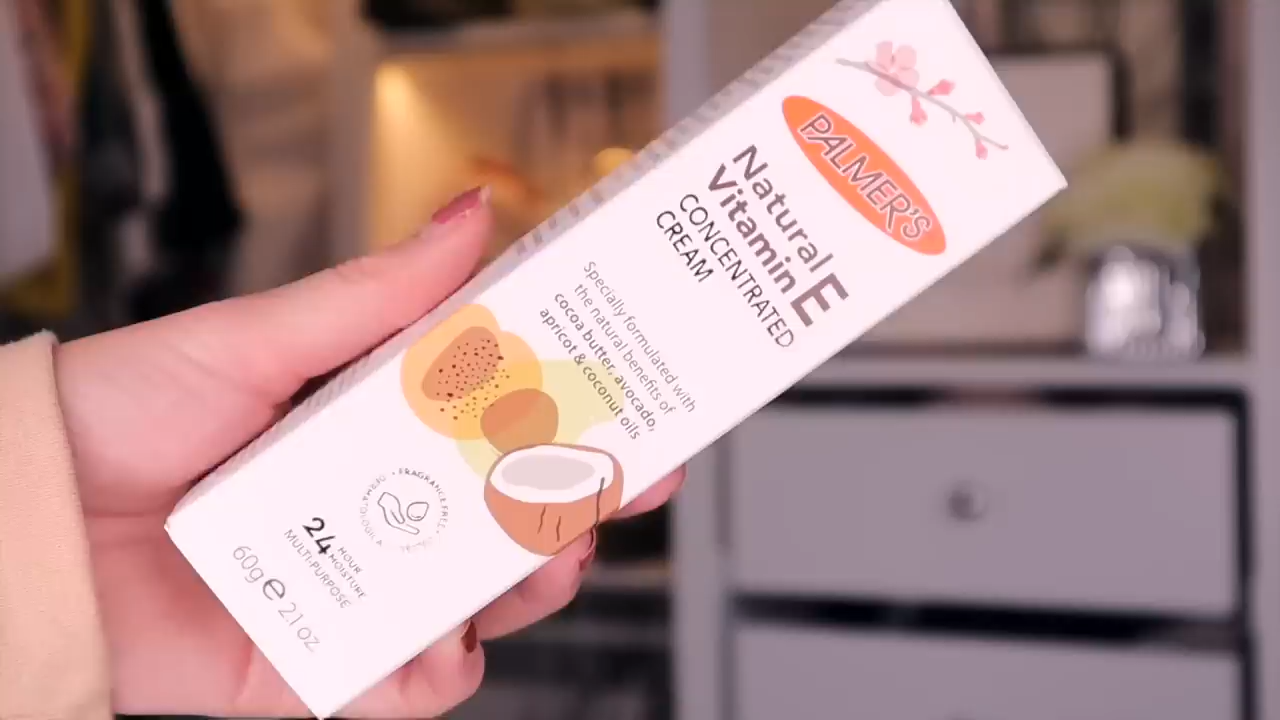 PALMER'S
Natural
Vitamin E
CONCENTRATED
CREAM
Specially formulated with
the natural benefits of
cocoa butter, avocado,
apricot & coconut oils
FRAGRANCE FREE
24 HOUR
MOISTURE
MULTI-PURPOSE
60g e 2.1 OZ.